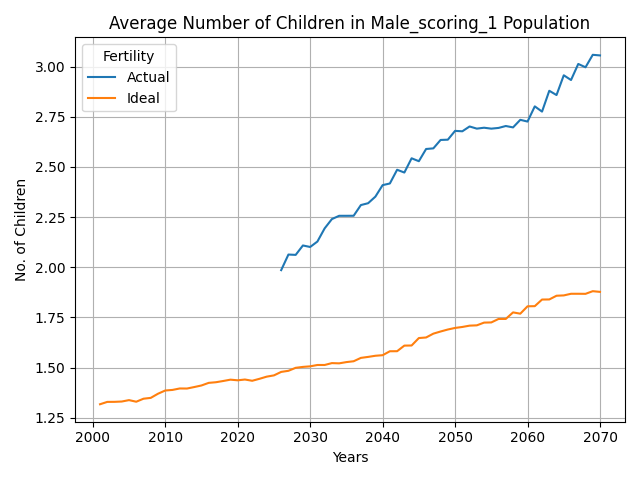 Average Number of Children in Male_scoring_1 Population
Fertility
Actual
Ideal
No. of Children
3.00
2.75
2.50
2.25
2.00
1.75
1.50
1.25
2000 2010 2020 2030 2040 2050 2060 2070
Years